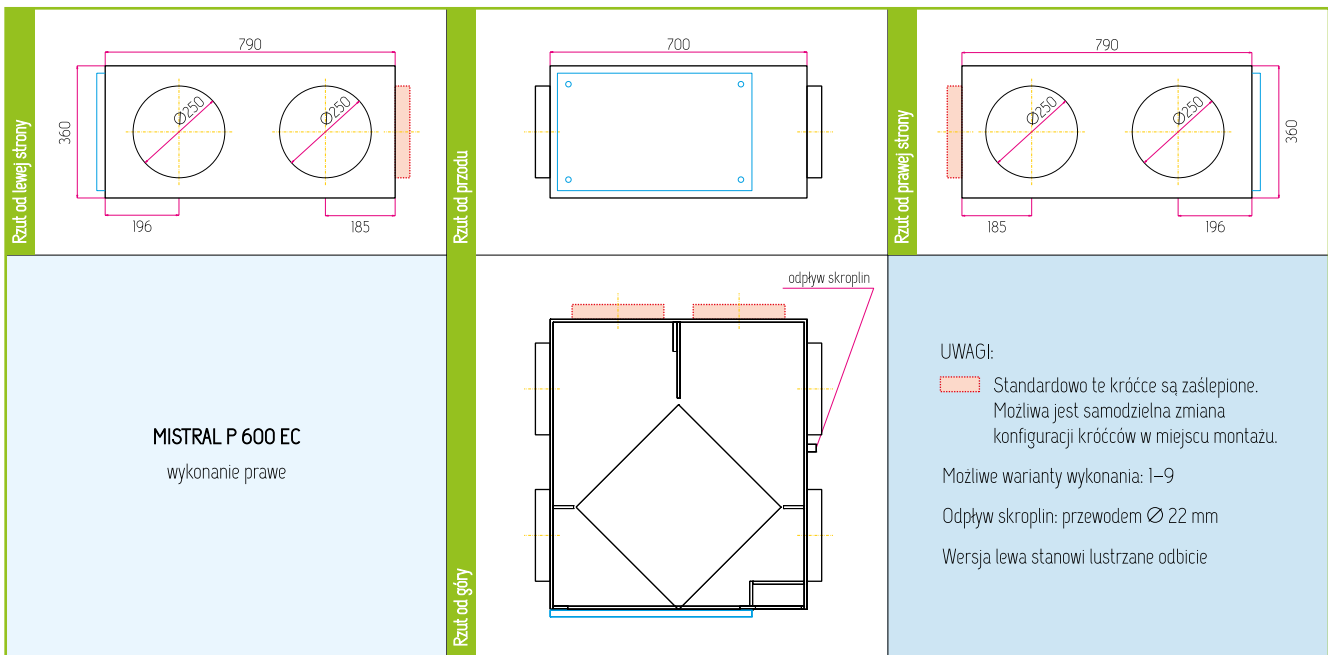 Rzut od lewej strony
790
360
Ø250
Ø250
196
185
Rzut od przodu
700
Rzut od prawej strony
790
Ø250
Ø250
360
185
196
MISTRAL P 600 EC
wykonanie prawe
Rzut od góry
odpływ skroplin
UWAGI:
Standardowo te króćce są zaślepione.
Możliwa jest samodzielna zmiana
konfiguracji króćców w miejscu montażu.
Możliwe warianty wykonania: 1–9
Odpływ skroplin: przewodem Ø 22 mm
Wersja lewa stanowi lustrzane odbicie